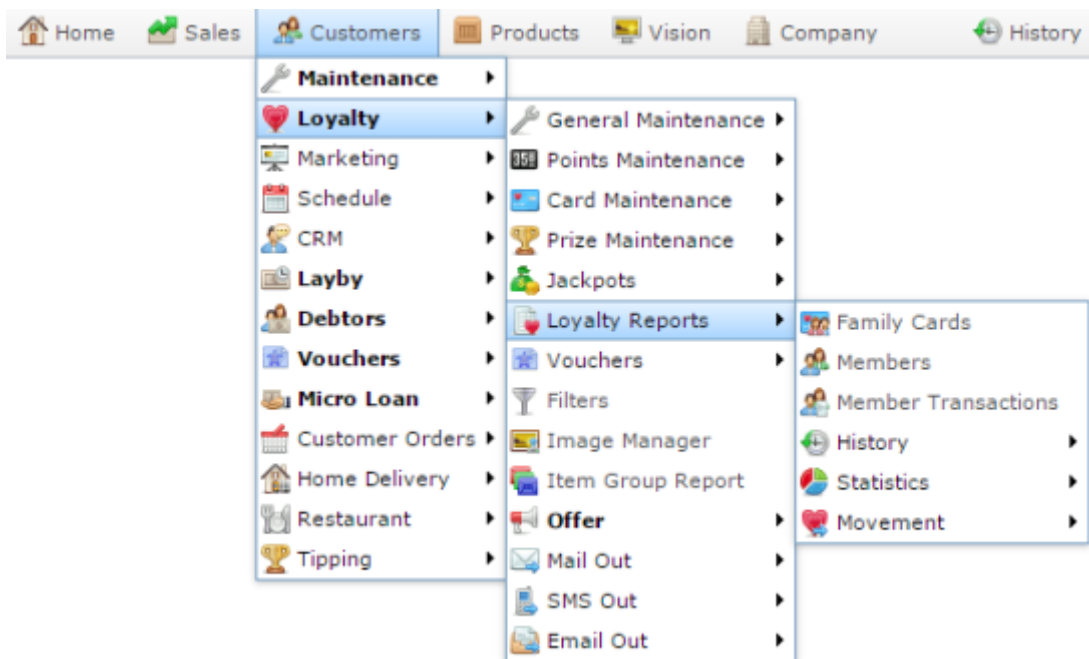 Home Sales Customers Products Vision Company History
Maintenance
Loyalty
Marketing
Schedule
CRM
Layby
Debtors
Vouchers
Micro Loan
Customer Orders
Home Delivery
Restaurant
Tipping
General Maintenance
359 Points Maintenance
Card Maintenance
Prize Maintenance
Jackpots
Loyalty Reports
Vouchers
Filters
Image Manager
Item Group Report
Offer
Mail Out
SMS Out
Email Out
Family Cards
Members
Member Transactions
History
Statistics
Movement